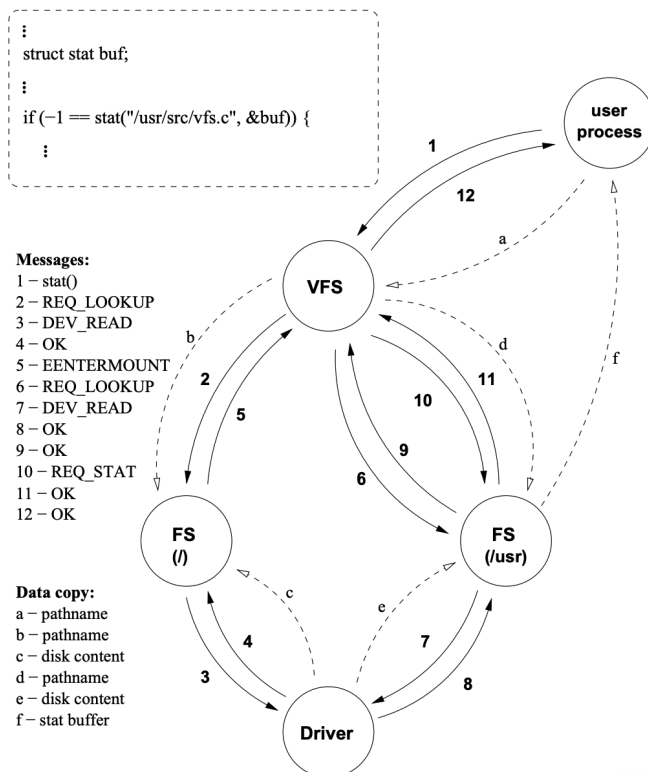 ⋮
struct stat buf;
⋮
if (−1 == stat("/usr/src/vfs.c", &buf)) {
⋮
user
process
1
12
a
VFS
Messages:
1 − stat()
2 − REQ_LOOKUP
3 − DEV_READ
4 − OK
5 − EENTERMOUNT
6 − REQ_LOOKUP
7 − DEV_READ
8 − OK
9 − OK
10 − REQ_STAT
11 − OK
12 − OK
b
d
f
2
5
10
11
9
6
FS
(/)
FS
(/usr)
Data copy:
a − pathname
b − pathname
c − disk content
d − pathname
e − disk content
f − stat buffer
c
e
3
4
7
8
Driver